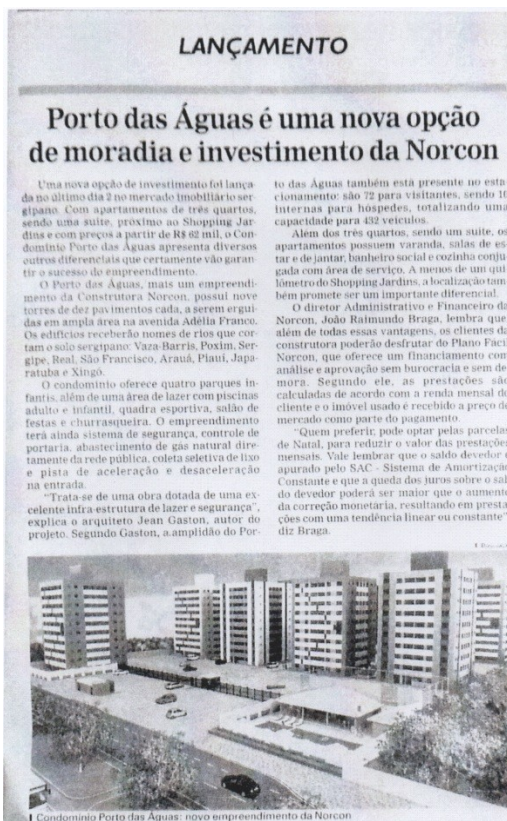 LANÇAMENTO
Porto das Águas é uma nova opção
de moradia e investimento da Norcon
Uma nova opção de investimento foi lança-
da no último dia 2 no mercado imobiliário ser-
gipano. Com apartamentos de três quartos,
sendo uma suite, próximo ao Shopping Jar-
dins e com preços a partir de R$ 62 mil, o Con-
domínio Porto das Águas apresenta diversos
outros diferenciais que certamente vão garan-
tir o sucesso do empreendimento.
O Porto das Águas, mais um empreendi-
mento da Construtora Norcon, possui nove
torres de dez pavimentos cada, a serem ergui-
das em ampla área na avenida Adélia Franco.
Os edifícios receberão nomes de rios que cor-
tam o solo sergipano: Vaza-Barris, Poxim, Ser-
gipe, Real, São Francisco, Arauá, Piauí, Japa-
ratuba e Xingó.
O condomínio oferece quatro parques in-
fantis, além de uma área de lazer com piscinas
adulto e infantil, quadra esportiva, salão de
festas e churrasqueira. O empreendimento
terá ainda sistema de segurança, controle de
portaria, abastecimento de gás natural dire-
tamente da rede pública, coleta seletiva de lixo
e pista de aceleração e desaceleração
na entrada.
"Trata-se de uma obra dotada de uma ex-
celente infra-estrutura de lazer e segurança",
explica o arquiteto Jean Gaston, autor do
projeto. Segundo Gaston, a amplidão do Por-
to das Águas também está presente no esta-
cionamento: são 72 para visitantes, sendo 16
internas para hóspedes, totalizando uma
capacidade para 432 veículos.
Além dos três quartos, sendo um suite, os
apartamentos possuem varanda, salas de es-
tar e de jantar, banheiro social e cozinha conju-
gada com área de serviço. A menos de um qui-
lômetro do Shopping Jardins, a localização tam-
bém promete ser um importante diferencial.
O diretor Administrativo e Financeiro da
Norcon, João Raimundo Braga, lembra que
além de todas essas vantagens, os clientes da
construtora poderão desfrutar do Plano Fácil
Norcon, que oferece um financiamento com
análise e aprovação sem burocracia e sem de-
mora. Segundo ele, as prestações são
calculadas de acordo com a renda mensal do
cliente e o imóvel usado é recebido a preço de
mercado como parte do pagamento.
"Quem preferir, pode optar pelas parcelas
de Natal, para reduzir o valor das prestações
mensais. Vale lembrar que o saldo devedor é
apurado pelo SAC - Sistema de Amortização
Constante e que a queda dos juros sobre o sal-
do devedor poderá ser maior que o aumento
da correção monetária, resultando em presta-
ções com uma tendência linear ou constante",
diz Braga.
Condomínio Porto das Águas: novo empreendimento da Norcon